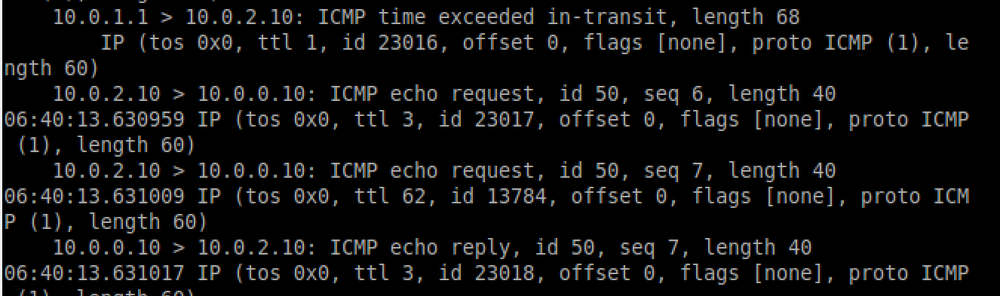 10.0.1.1 > 10.0.2.10: ICMP time exceeded in-transit, length 68
IP (tos 0x0, ttl 1, id 23016, offset 0, flags [none], proto ICMP (1), le
ngth 60)
10.0.2.10 > 10.0.0.10: ICMP echo request, id 50, seq 6, length 40
06:40:13.630959 IP (tos 0x0, ttl 3, id 23017, offset 0, flags [none], proto ICMP
(1), length 60)
10.0.2.10 > 10.0.0.10: ICMP echo request, id 50, seq 7, length 40
06:40:13.631009 IP (tos 0x0, ttl 62, id 13784, offset 0, flags [none], proto ICM
P (1), length 60)
10.0.0.10 > 10.0.2.10: ICMP echo reply, id 50, seq 7, length 40
06:40:13.631017 IP (tos 0x0, ttl 3, id 23018, offset 0, flags [none], proto ICMP
(1), length 60)